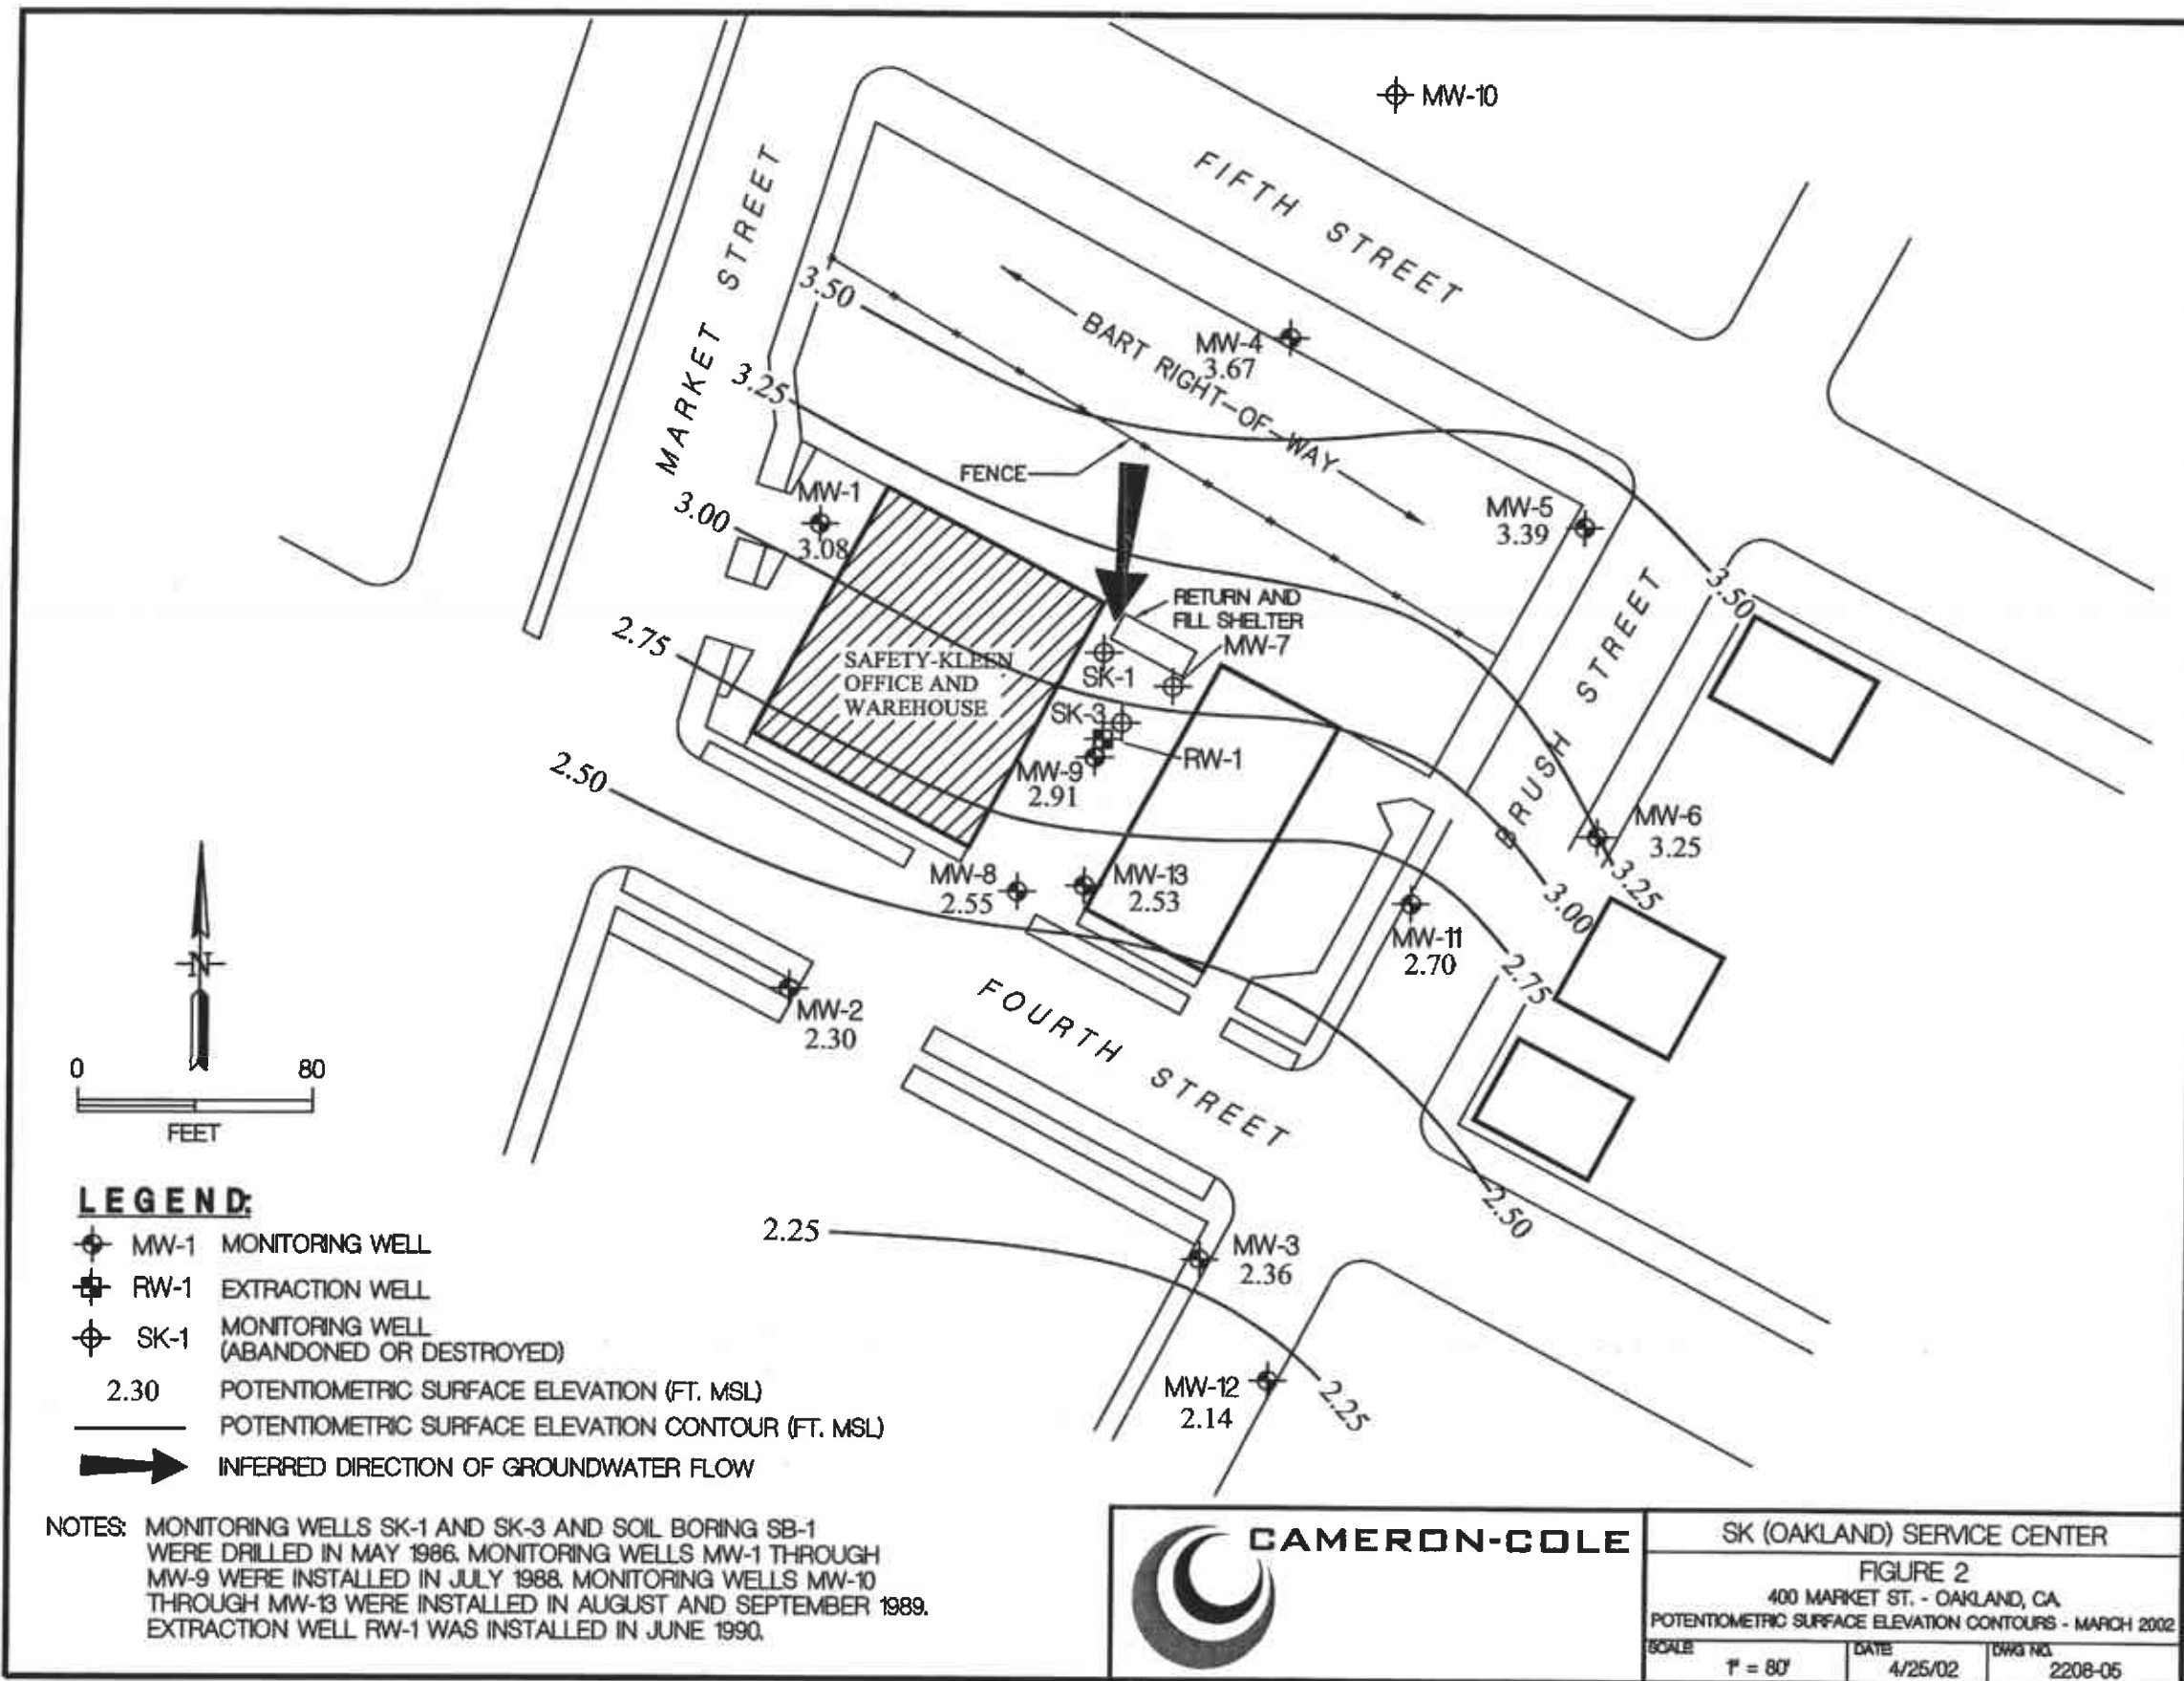 MW-10
FIFTH STREET
MARKET STREET
3.50
BART RIGHT-OF-WAY
MW-4
3.67
3.25
FENCE
MW-1
3.08
3.00
MW-5
3.39
3.50
RETURN AND
FILL SHELTER
MW-7
2.75
SAFETY-KLEEN
OFFICE AND
WAREHOUSE
SK-1
SK-3
RW-1
BRUSH STREET
2.50
MW-9
2.91
MW-6
3.25
3.25
MW-8
2.55
MW-13
2.53
3.00
MW-11
2.70
2.75
N
MW-2
2.30
FOURTH STREET
0 80
FEET
2.50
2.25
MW-3
2.36
MW-12
2.14
2.25
LEGEND:
MW-1 MONITORING WELL
RW-1 EXTRACTION WELL
SK-1 MONITORING WELL
(ABANDONED OR DESTROYED)
2.30 POTENTIOMETRIC SURFACE ELEVATION (FT. MSL)
POTENTIOMETRIC SURFACE ELEVATION CONTOUR (FT. MSL)
INFERRED DIRECTION OF GROUNDWATER FLOW
NOTES: MONITORING WELLS SK-1 AND SK-3 AND SOIL BORING SB-1
WERE DRILLED IN MAY 1986. MONITORING WELLS MW-1 THROUGH
MW-9 WERE INSTALLED IN JULY 1988. MONITORING WELLS MW-10
THROUGH MW-13 WERE INSTALLED IN AUGUST AND SEPTEMBER 1989.
EXTRACTION WELL RW-1 WAS INSTALLED IN JUNE 1990.
CAMERON-COLE
SK (OAKLAND) SERVICE CENTER
FIGURE 2
400 MARKET ST. - OAKLAND, CA.
POTENTIOMETRIC SURFACE ELEVATION CONTOURS - MARCH 2002
SCALE
1" = 80'
DATE
4/25/02
DWG NO.
2208-05